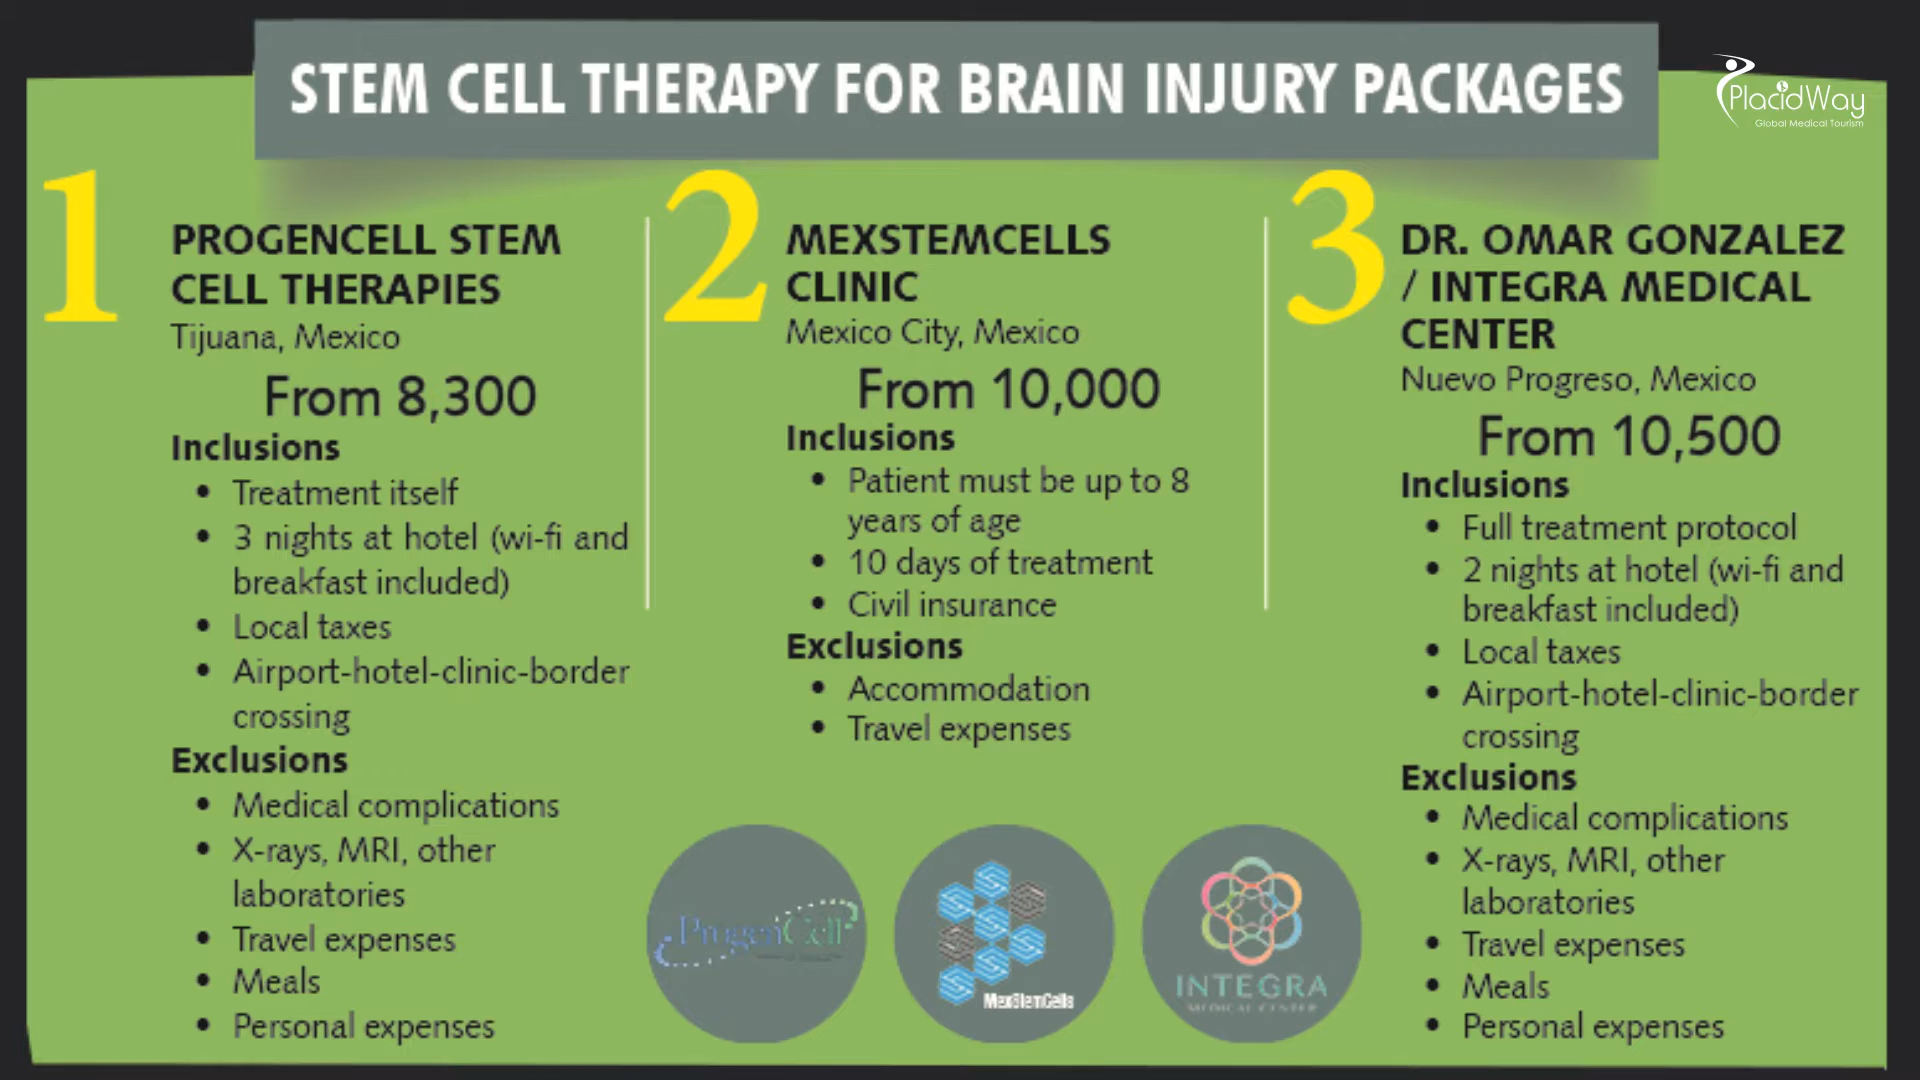 STEM CELL THERAPY FOR BRAIN INJURY PACKAGES
PlacidWay
Global Medical Tourism
1
PROGENCELL STEM
CELL THERAPIES
Tijuana, Mexico
From 8,300
Inclusions
• Treatment itself
• 3 nights at hotel (wi-fi and
breakfast included)
• Local taxes
• Airport-hotel-clinic-border
crossing
Exclusions
• Medical complications
• X-rays, MRI, other
laboratories
• Travel expenses
• Meals
• Personal expenses
2
MEXSTEMCELLS
CLINIC
Mexico City, Mexico
From 10,000
Inclusions
• Patient must be up to 8
years of age
• 10 days of treatment
• Civil insurance
Exclusions
• Accommodation
• Travel expenses
3
DR. OMAR GONZALEZ
/ INTEGRA MEDICAL
CENTER
Nuevo Progreso, Mexico
From 10,500
Inclusions
• Full treatment protocol
• 2 nights at hotel (wi-fi and
breakfast included)
• Local taxes
• Airport-hotel-clinic-border
crossing
Exclusions
• Medical complications
• X-rays, MRI, other
laboratories
• Travel expenses
• Meals
• Personal expenses
ProgenCell
MexStemCells
INTEGRA
MEDICAL CENTER